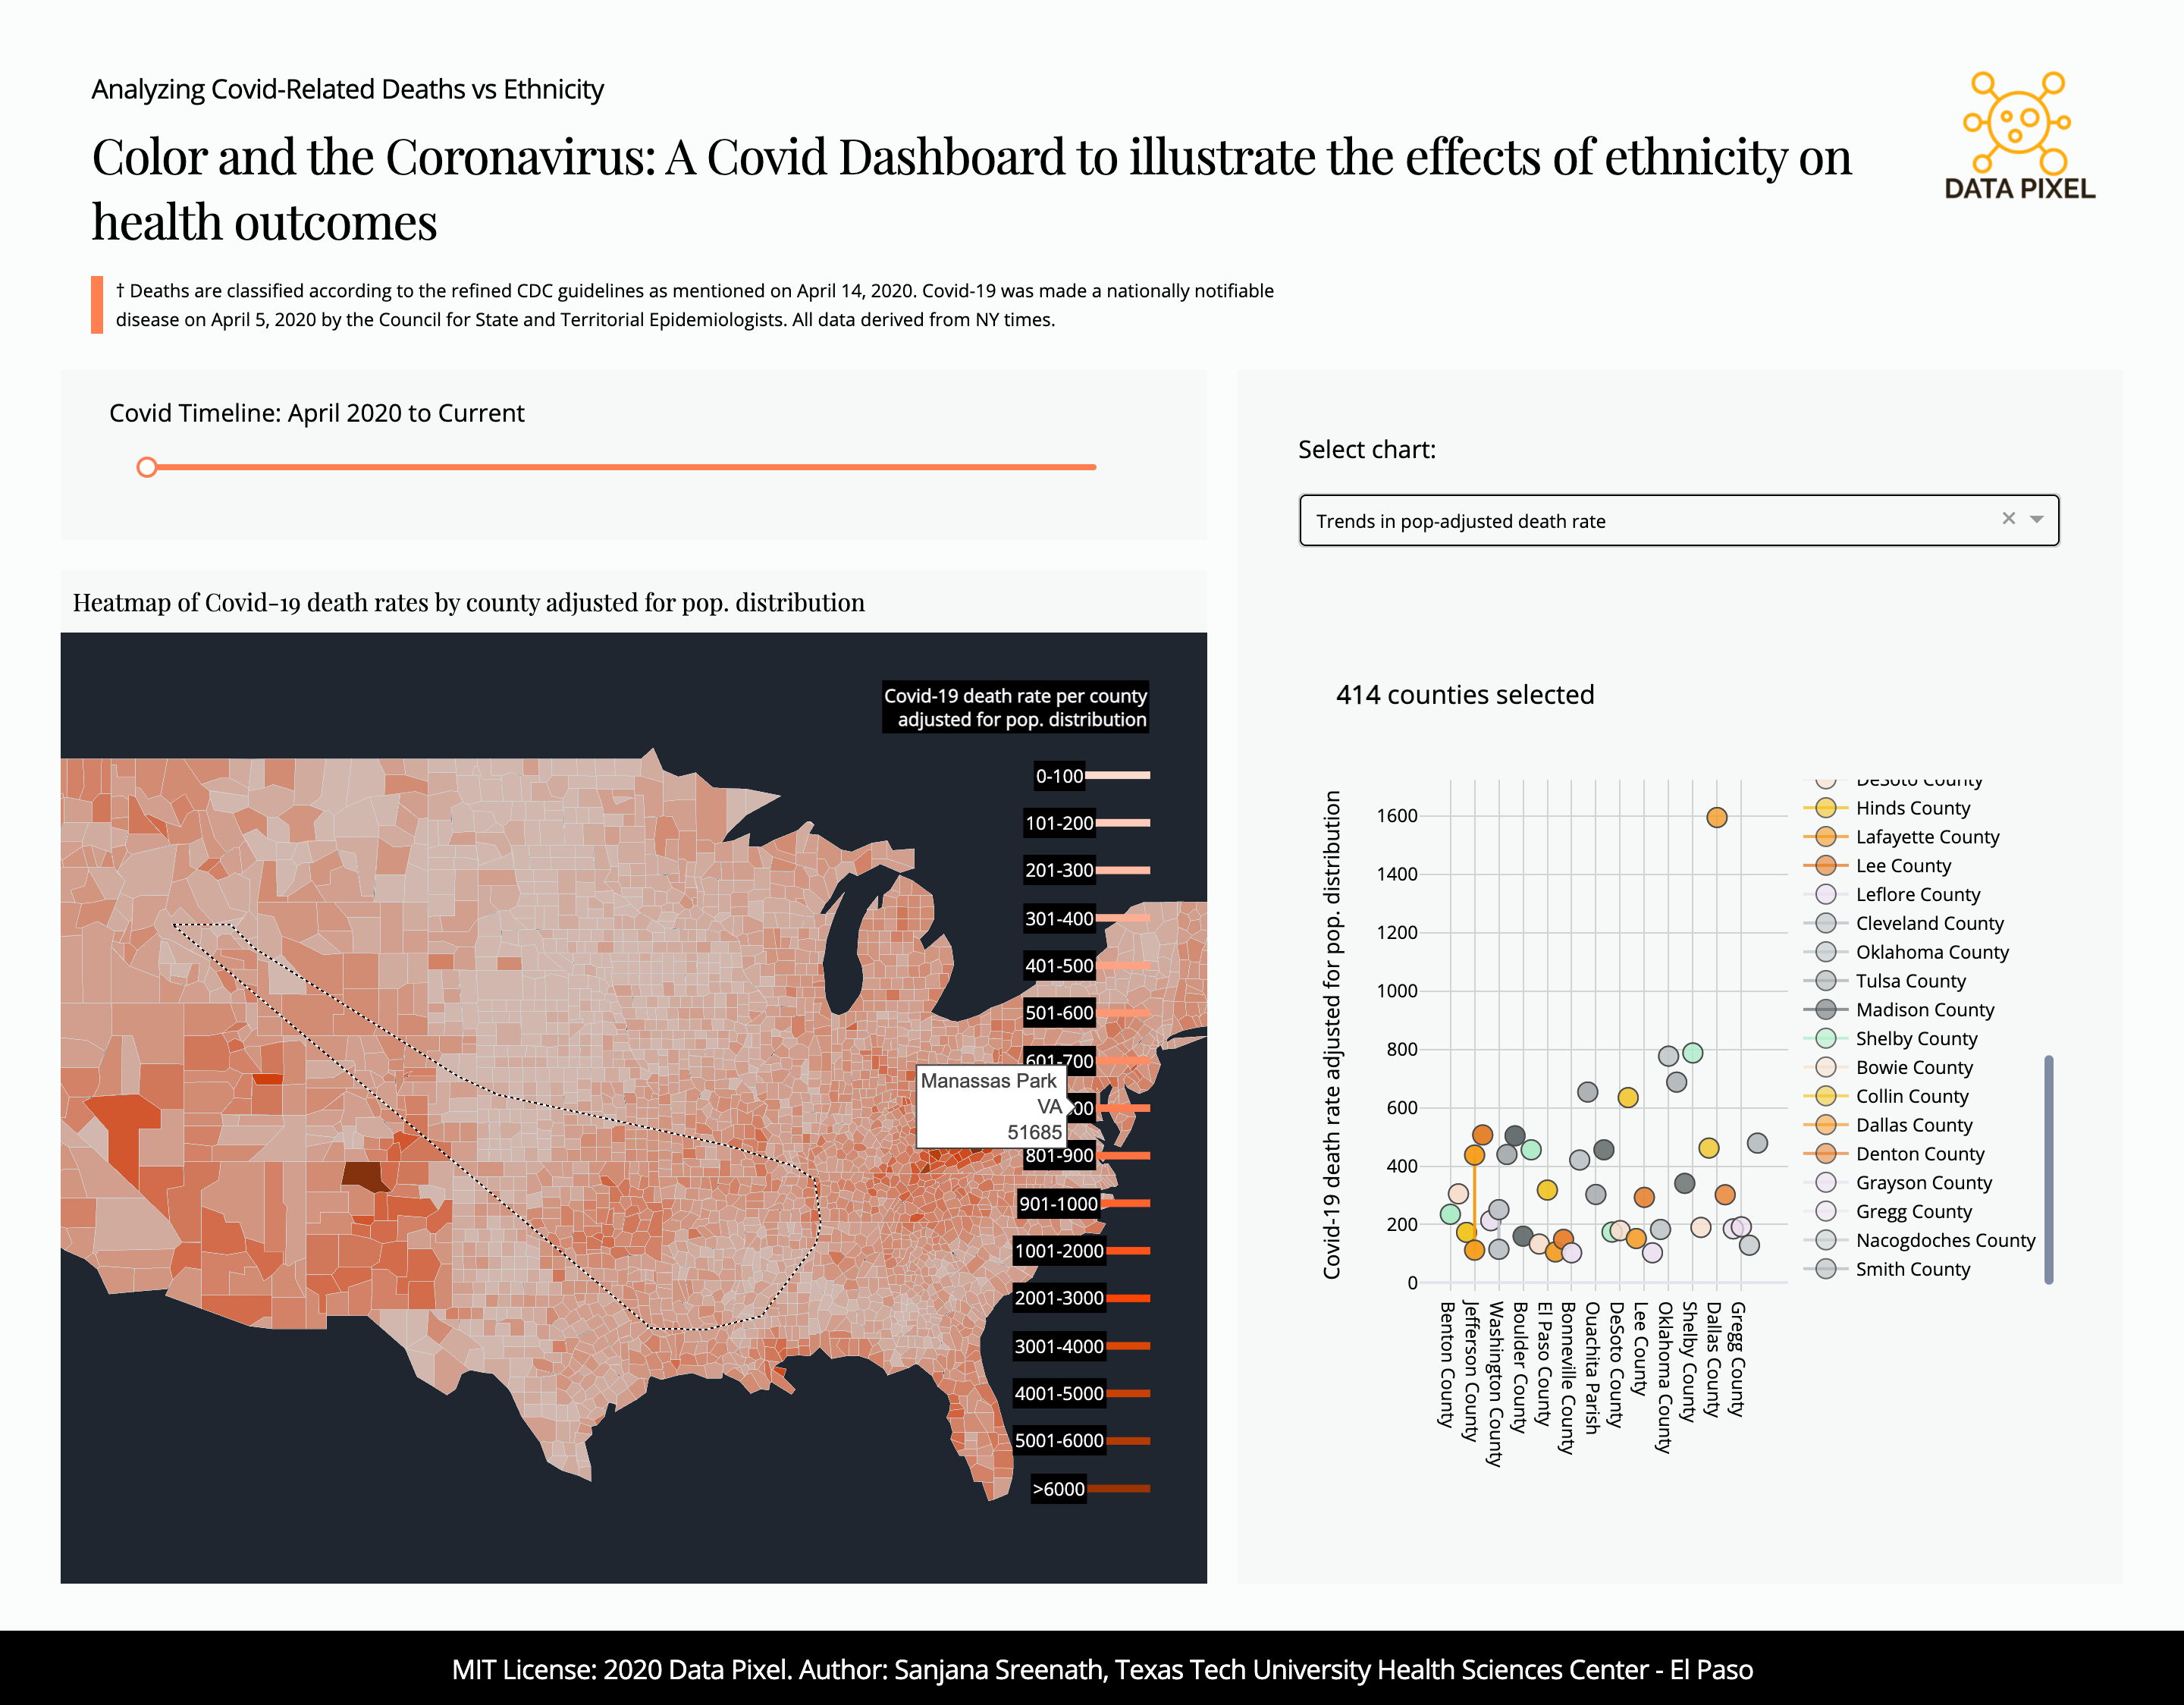 Analyzing Covid-Related Deaths vs Ethnicity
Color and the Coronavirus: A Covid Dashboard to illustrate the effects of ethnicity on
health outcomes
DATA PIXEL
† Deaths are classified according to the refined CDC guidelines as mentioned on April 14, 2020. Covid-19 was made a nationally notifiable
disease on April 5, 2020 by the Council for State and Territorial Epidemiologists. All data derived from NY times.
Covid Timeline: April 2020 to Current
Heatmap of Covid-19 death rates by county adjusted for pop. distribution
Covid-19 death rate per county
adjusted for pop. distribution
0-100
101-200
201-300
301-400
401-500
501-600
601-700
00
801-900
901-1000
1001-2000
2001-3000
3001-4000
4001-5000
5001-6000
>6000
Manassas Park
VA
51685
Select chart:
Trends in pop-adjusted death rate
414 counties selected
Covid-19 death rate adjusted for pop. distribution
1600
1400
1200
1000
800
600
400
200
0
Benton County
Jefferson County
Washington County
Boulder County
El Paso County
Bonneville County
Ouachita Parish
DeSoto County
Lee County
Oklahoma County
Shelby County
Dallas County
Gregg County
DeSoto County
Hinds County
Lafayette County
Lee County
Leflore County
Cleveland County
Oklahoma County
Tulsa County
Madison County
Shelby County
Bowie County
Collin County
Dallas County
Denton County
Grayson County
Gregg County
Nacogdoches County
Smith County
MIT License: 2020 Data Pixel. Author: Sanjana Sreenath, Texas Tech University Health Sciences Center - El Paso